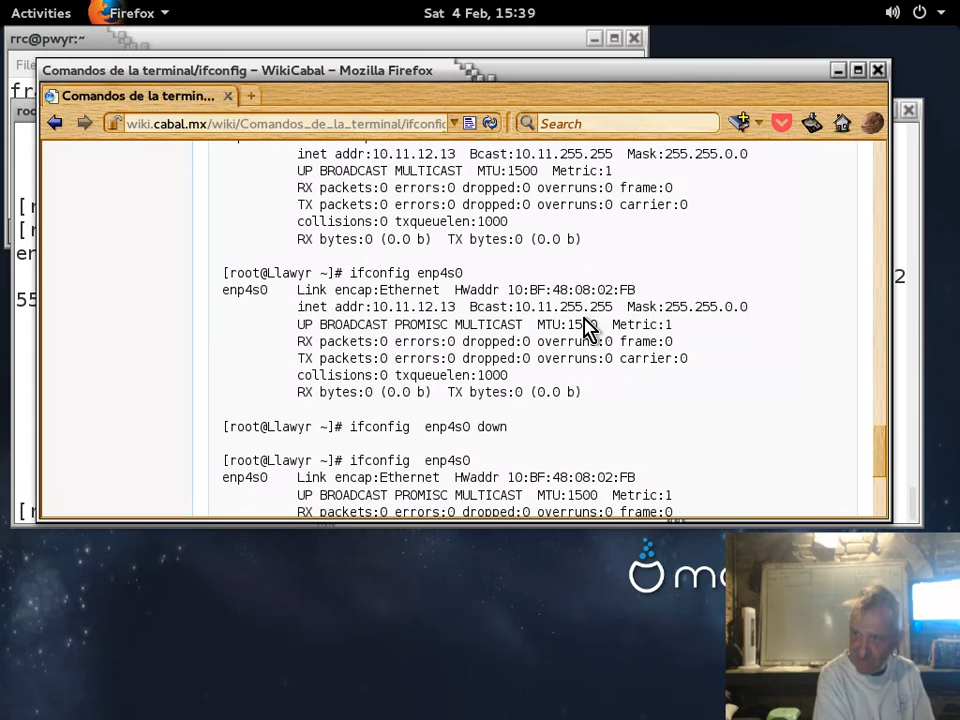 Activities
Firefox
Sat 4 Feb, 15:39
rrc@pwyr:~
Comandos de la terminal/ifconfig – WikiCabal – Mozilla Firefox
Comandos de la termin...
wiki.cabal.mx/wiki/Comandos_de_la_terminal/ifconfig
Search
inet addr:10.11.12.13 Bcast:10.11.255.255 Mask:255.255.0.0
UP BROADCAST MULTICAST MTU:1500 Metric:1
RX packets:0 errors:0 dropped:0 overruns:0 frame:0
TX packets:0 errors:0 dropped:0 overruns:0 carrier:0
collisions:0 txqueuelen:1000
RX bytes:0 (0.0 b) TX bytes:0 (0.0 b)
[root@Llawyr ~]# ifconfig enp4s0
enp4s0 Link encap:Ethernet HWaddr 10:BF:48:08:02:FB
inet addr:10.11.12.13 Bcast:10.11.255.255 Mask:255.255.0.0
UP BROADCAST PROMISC MULTICAST MTU:1500 Metric:1
RX packets:0 errors:0 dropped:0 overruns:0 frame:0
TX packets:0 errors:0 dropped:0 overruns:0 carrier:0
collisions:0 txqueuelen:1000
RX bytes:0 (0.0 b) TX bytes:0 (0.0 b)
[root@Llawyr ~]# ifconfig enp4s0 down
[root@Llawyr ~]# ifconfig enp4s0
enp4s0 Link encap:Ethernet HWaddr 10:BF:48:08:02:FB
UP BROADCAST PROMISC MULTICAST MTU:1500 Metric:1
RX packets:0 errors:0 dropped:0 overruns:0 frame:0